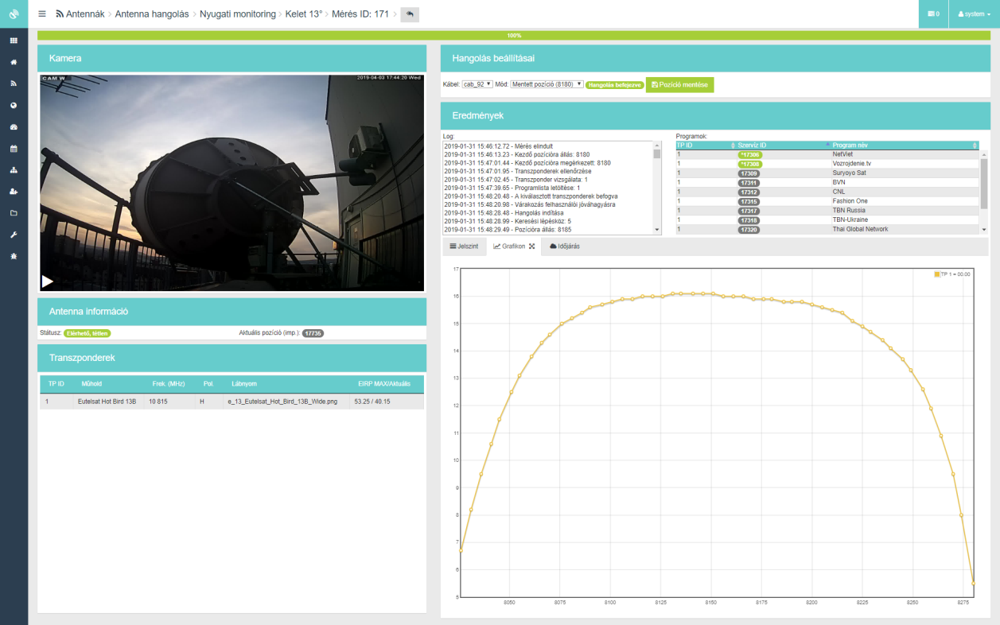 Antennák > Antenna hangolás > Nyugati monitoring > Kelet 13° > Mérés ID: 171 >
0
system
100%
Kamera
CAM W
2019-04-03 17:44:20 Wed
Antenna információ
Státusz: Elérhető, tétlen
Aktuális pozíció (imp.): 17735
Transzponderek
TP ID Műhold Frek. (MHz) Pol. Lábnyom EIRP MAX/Aktuális
1 Eutelsat Hot Bird 13B 10 815 H e_13_Eutelsat_Hot_Bird_13B_Wide.png 53.25 / 40.15
Hangolás beállításai
Kábel: cab_92 Mód: Mentett pozíció (8180) Hangolás befejezve Pozíció mentése
Eredmények
Log:
2019-01-31 15:46:12.72 - Mérés elindult
2019-01-31 15:46:13.23 - Kezdő pozícióra állás: 8180
2019-01-31 15:47:01.44 - Kezdő pozícióra megérkezett: 8180
2019-01-31 15:47:01.95 - Transzponderek ellenőrzése
2019-01-31 15:47:02.45 - Transzponder vizsgálata: 1
2019-01-31 15:47:39.65 - Programlista letöltése: 1
2019-01-31 15:48:20.48 - A kiválasztott transzponderek befogva
2019-01-31 15:48:20.98 - Várakozás felhasználói jóváhagyásra
2019-01-31 15:48:28.48 - Hangolás indítása
2019-01-31 15:48:28.99 - Keresési lépésköz: 5
2019-01-31 15:48:29.49 - Pozícióra állás: 8185
Programok:
TP ID Szerviz ID Program név
1 *17306 NetViet
1 *17308 Vozrojdenie.tv
1 17309 Suryoyo Sat
1 17311 BVN
1 17312 CNL
1 17315 Fashion One
1 17317 TBN Russia
1 17318 TBN-Ukraine
1 17320 Thai Global Network
Jelszint Grafikon Időjárás
TP 1 = 00.00
17
16
15
14
13
12
11
10
9
8
7
6
5
8050 8075 8100 8125 8150 8175 8200 8225 8250 8275